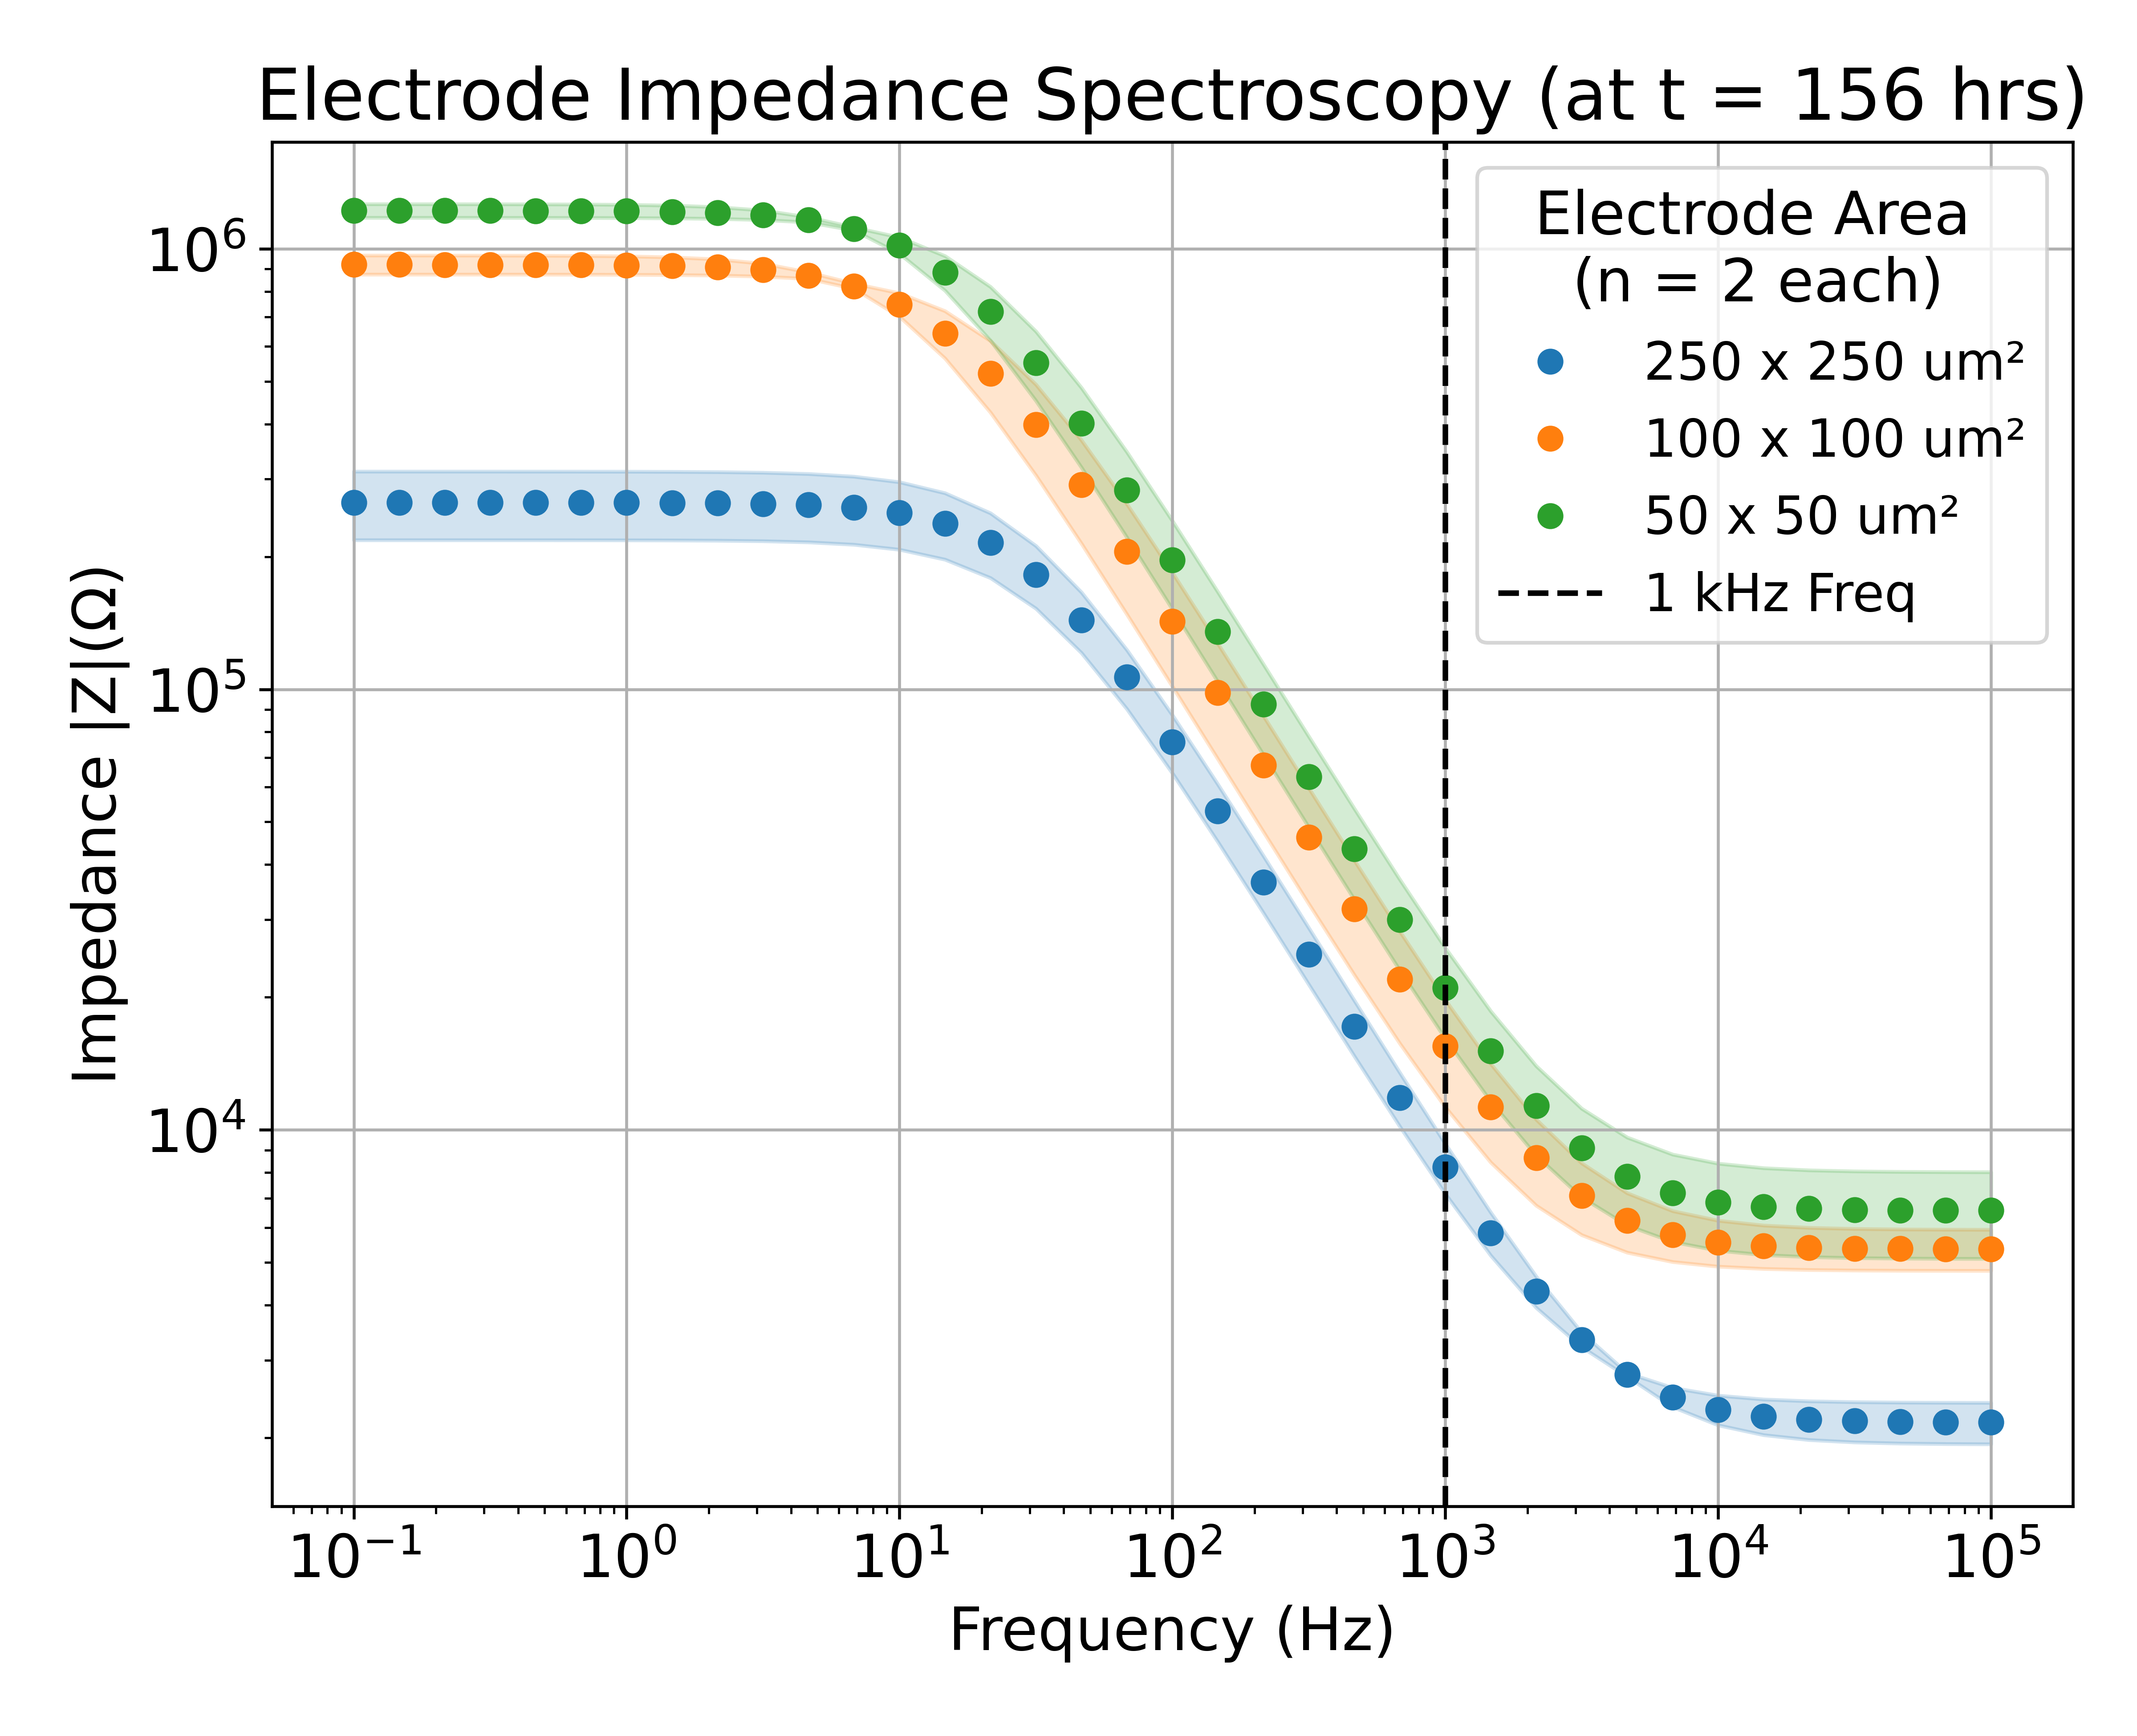 Electrode Impedance Spectroscopy (at t = 156 hrs)
Impedance |Z|(Ω)
10⁶
10⁵
10⁴
Electrode Area
(n = 2 each)
250 x 250 um²
100 x 100 um²
50 x 50 um²
1 kHz Freq
10⁻¹ 10⁰ 10¹ 10² 10³ 10⁴ 10⁵
Frequency (Hz)